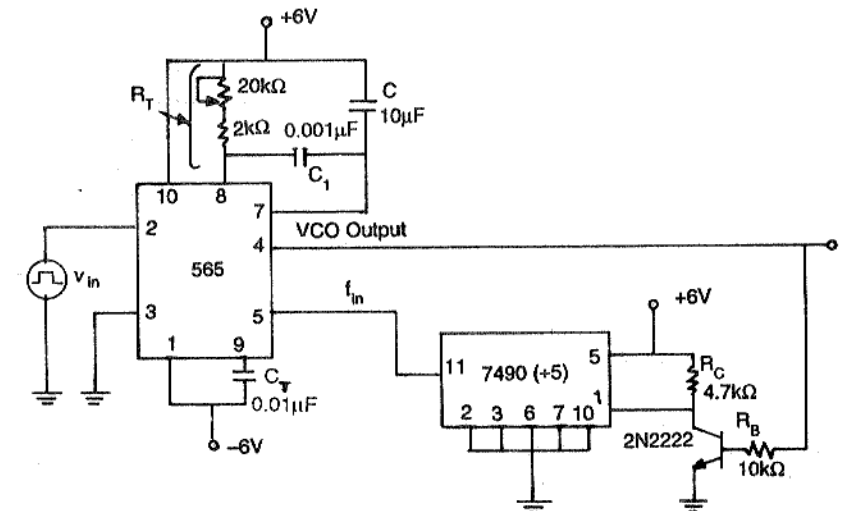 +6V
R_T
20kΩ
2kΩ
0.001μF
C_1
C
10μF
10
8
7
2
VCO Output
4
v_in
565
3
f_in
5
1
9
C_T
0.01μF
–6V
+6V
11
7490 (÷5)
5
R_C
4.7kΩ
1
2
3
6
7
10
2N2222
R_B
10kΩ